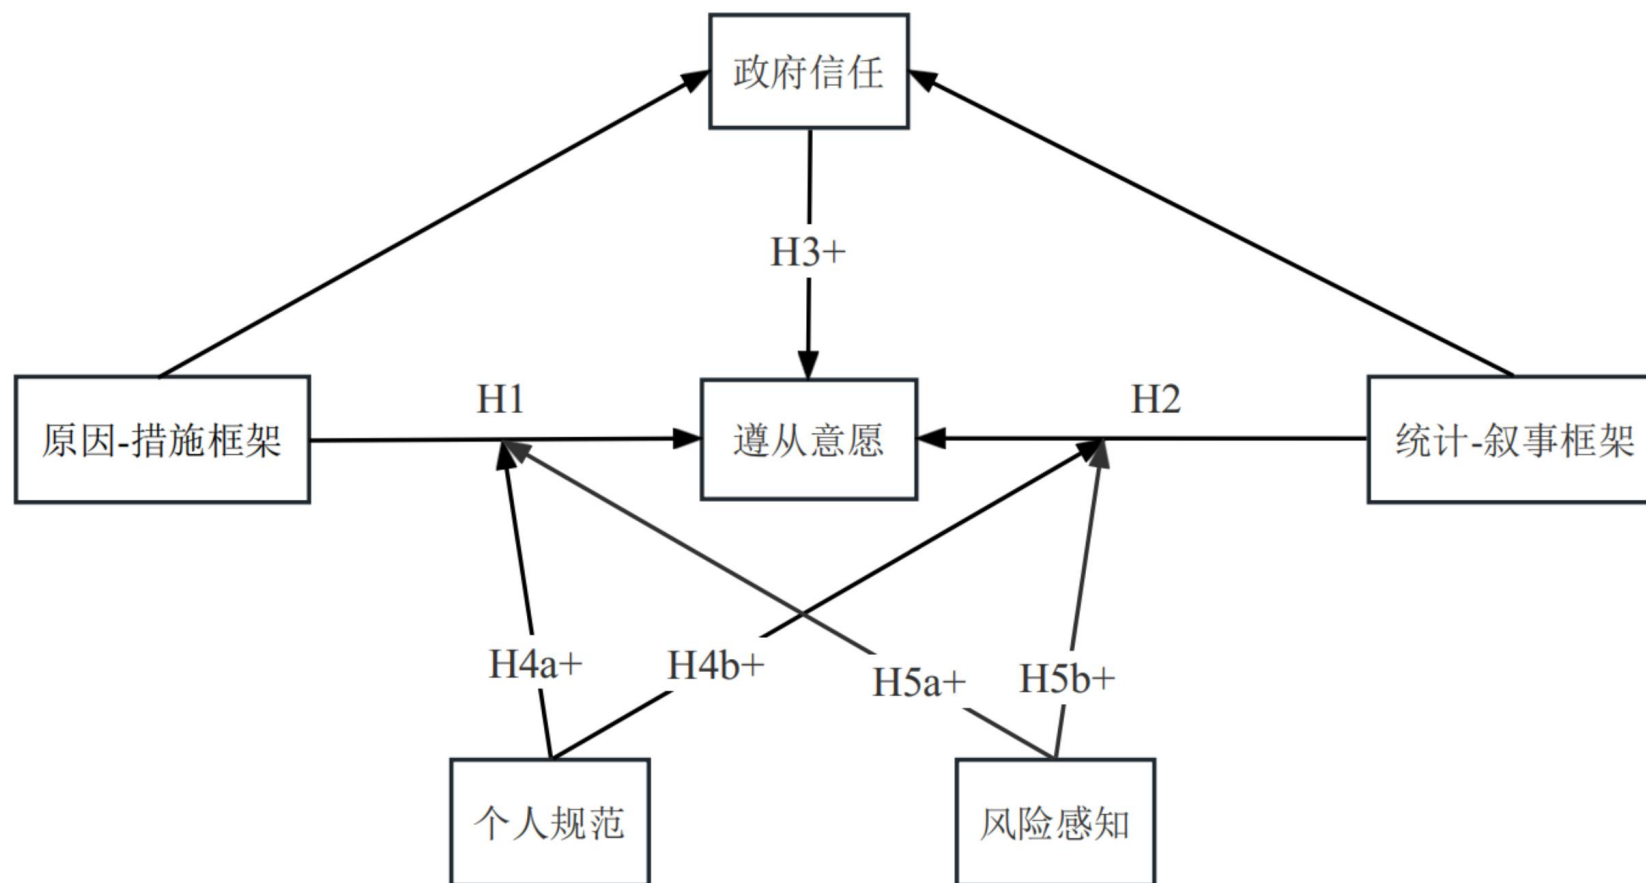 政府信任
H3+
H1
H2
原因-措施框架
遵从意愿
统计-叙事框架
H4a+
H4b+
H5a+
H5b+
个人规范
风险感知